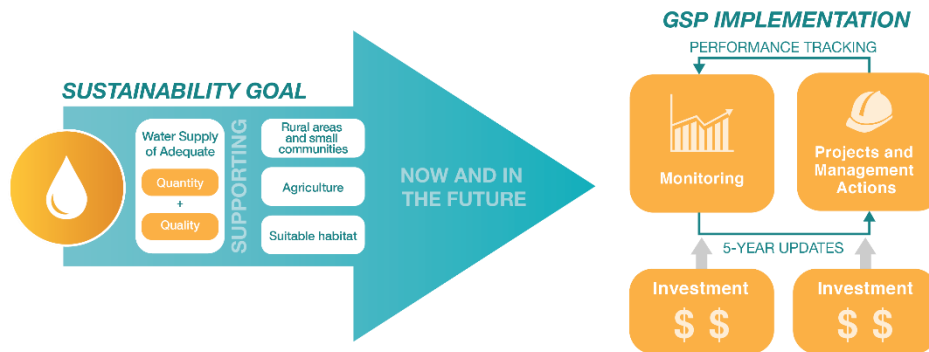 SUSTAINABILITY GOAL
Water Supply
of Adequate
Quantity
+
Quality
SUPPORTING
Rural areas
and small
communities
Agriculture
Suitable habitat
NOW AND IN
THE FUTURE
GSP IMPLEMENTATION
PERFORMANCE TRACKING
Monitoring
Projects and
Management
Actions
5-YEAR UPDATES
Investment
$ $
Investment
$ $